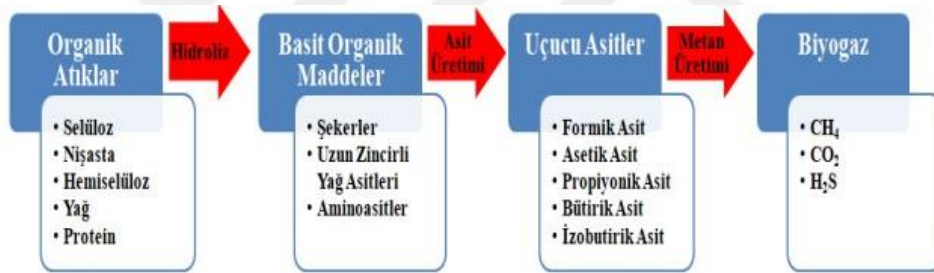 Organik
Atıklar
• Selüloz
• Nişasta
• Hemiselüloz
• Yağ
• Protein
Hidroliz
Basit Organik
Maddeler
• Şekerler
• Uzun Zincirli
Yağ Asitleri
• Aminoasitler
Asit
Üretimi
Uçucu Asitler
• Formik Asit
• Asetik Asit
• Propiyonik Asit
• Bütirik Asit
• İzobutirik Asit
Metan
Üretimi
Biyogaz
• CH₄
• CO₂
• H₂S